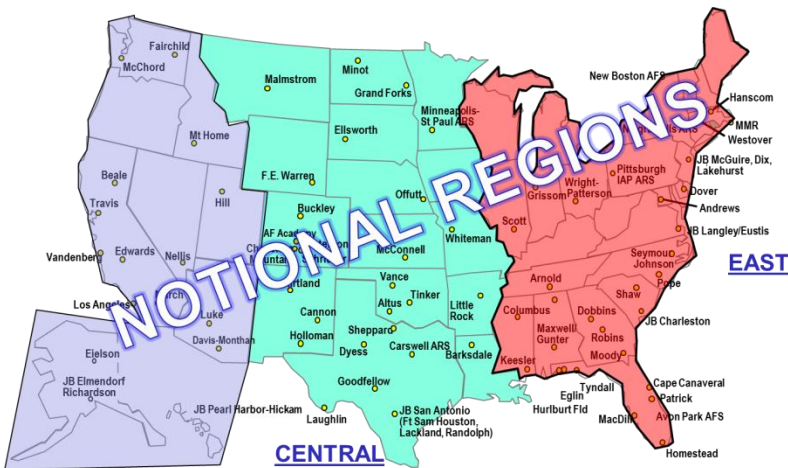 Fairchild
McChord
Mt Home
Beale
Travis
Hill
Vandenberg
Edwards
Nellis
Los Angeles
March
Luke
Davis-Monthan
Eielson
JB Elmendorf
Richardson
JB Pearl Harbor-Hickam
Malmstrom
Minot
Grand Forks
Minneapolis-
St Paul ARS
Ellsworth
F.E. Warren
Offutt
Buckley
AF Academy
Whiteman
McConnell
Vance
Tinker
Altus
Little
Rock
Cannon
Holloman
Sheppard
Dyess
Carswell ARS
Barksdale
Goodfellow
Laughlin
JB San Antonio
(Ft Sam Houston,
Lackland, Randolph)
CENTRAL
NOTIONAL REGIONS
New Boston AFS
Hanscom
MMR
Westover
Pittsburgh
IAP ARS
JB McGuire, Dix,
Lakehurst
Grissom
Wright-
Patterson
Dover
Andrews
Scott
JB Langley/Eustis
Seymour
Johnson
EAST
Pope
Arnold
Shaw
Columbus
Dobbins
JB Charleston
Maxwell/
Gunter
Robins
Keesler
Moody
Tyndall
Eglin
Hurlburt Fld
Cape Canaveral
Patrick
MacDill
Avon Park AFS
Homestead